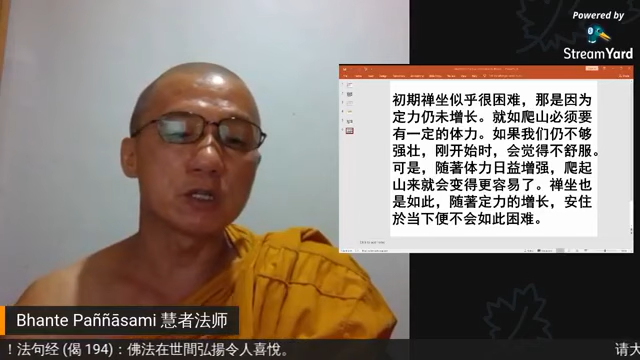 Powered by
StreamYard
初期禅坐似乎很困难，那是因为
定力仍未增长。就如爬山必须要
有一定的体力。如果我们仍不够
强壮，刚开始时，会觉得不舒服。
可是，随著体力日益增强，爬起
山来就会变得更容易了。禅坐也
是如此，随著定力的增长，安住
於当下便不会如此困难。
Bhante Paññāsami 慧者法师
！法句经 (偈 194)：佛法在世間弘揚令人喜悅。
请大